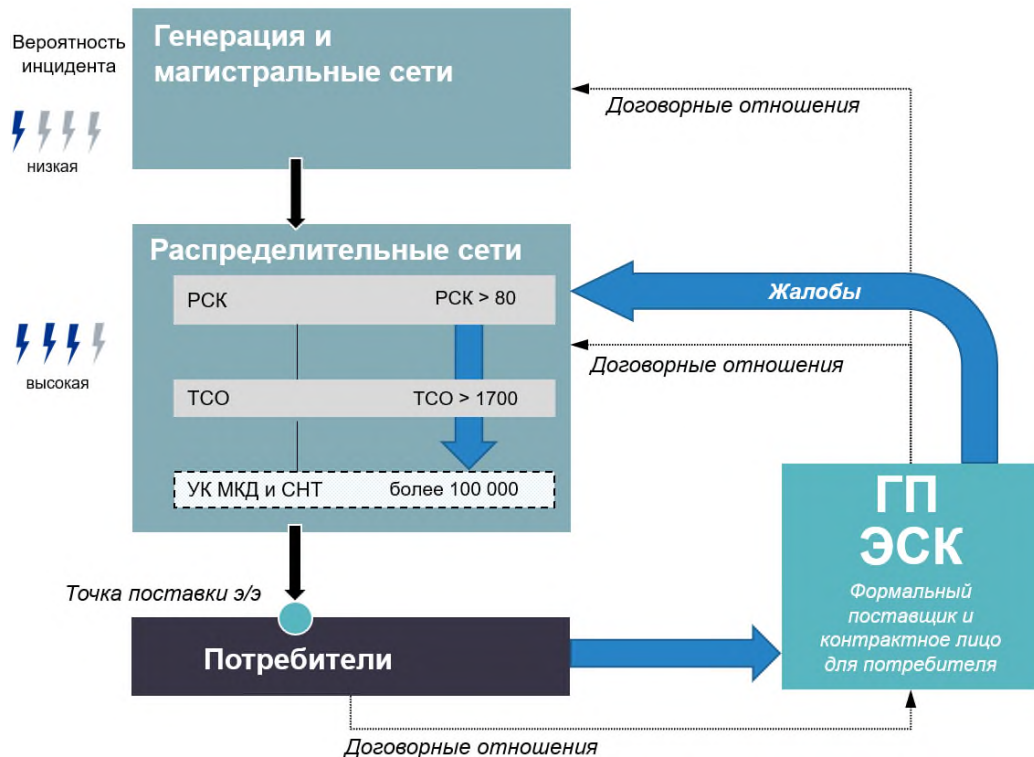 Вероятность
инцидента
низкая
Генерация и
магистральные сети
Договорные отношения
Распределительные сети
РСК РСК > 80
Жалобы
высокая
Договорные отношения
ТСО ТСО > 1700
УК МКД и СНТ более 100 000
ГП
ЭСК
Формальный
поставщик и
контрактное лицо
для потребителя
Точка поставки э/э
Потребители
Договорные отношения